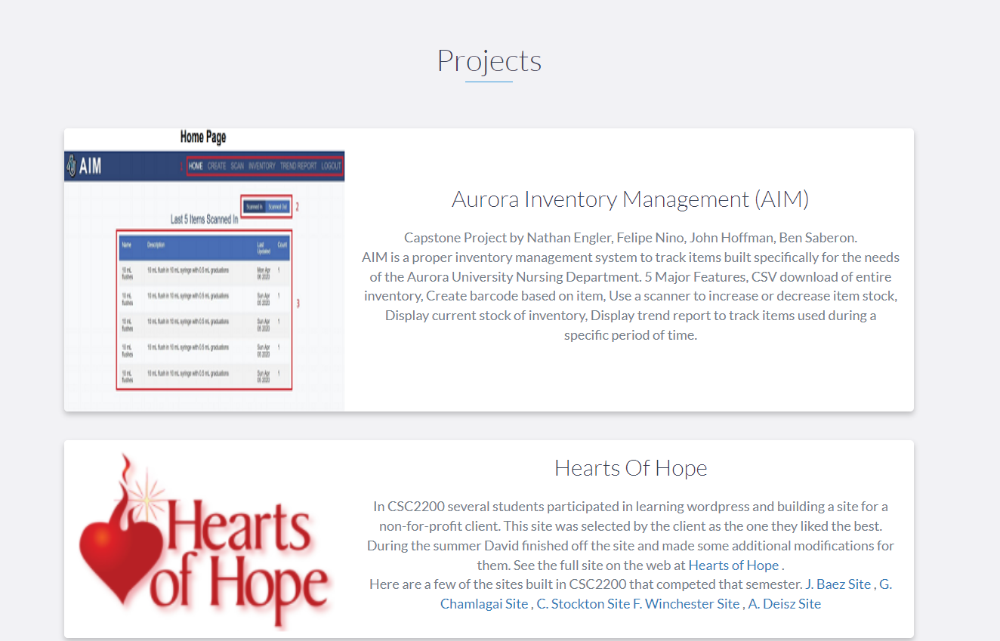 Projects
Home Page
AIM
1
HOME CREATE SCAN INVENTORY TREND REPORT LOGOUT
Scanned In Scanned Out
2
Last 5 Items Scanned In
Name Description Last Updated Count
10 mL flushes 10 mL flush in 10 mL syringe with 0.5 mL graduations Mon Apr 06 2020 1
10 mL flushes 10 mL flush in 10 mL syringe with 0.5 mL graduations Sun Apr 05 2020 1
3
10 mL flushes 10 mL flush in 10 mL syringe with 0.5 mL graduations Sun Apr 05 2020 1
10 mL flushes 10 mL flush in 10 mL syringe with 0.5 mL graduations Sun Apr 05 2020 1
10 mL flushes 10 mL flush in 10 mL syringe with 0.5 mL graduations Sun Apr 05 2020 1
Aurora Inventory Management (AIM)
Capstone Project by Nathan Engler, Felipe Nino, John Hoffman, Ben Saberon.
AIM is a proper inventory management system to track items built specifically for the needs
of the Aurora University Nursing Department. 5 Major Features, CSV download of entire
inventory, Create barcode based on item, Use a scanner to increase or decrease item stock,
Display current stock of inventory, Display trend report to track items used during a
specific period of time.
Hearts
of Hope
Hearts Of Hope
In CSC2200 several students participated in learning wordpress and building a site for a
non-for-profit client. This site was selected by the client as the one they liked the best.
During the summer David finished off the site and made some additional modifications for
them. See the full site on the web at Hearts of Hope .
Here are a few of the sites built in CSC2200 that competed that semester. J. Baez Site , G.
Chamlagai Site , C. Stockton Site F. Winchester Site , A. Deisz Site